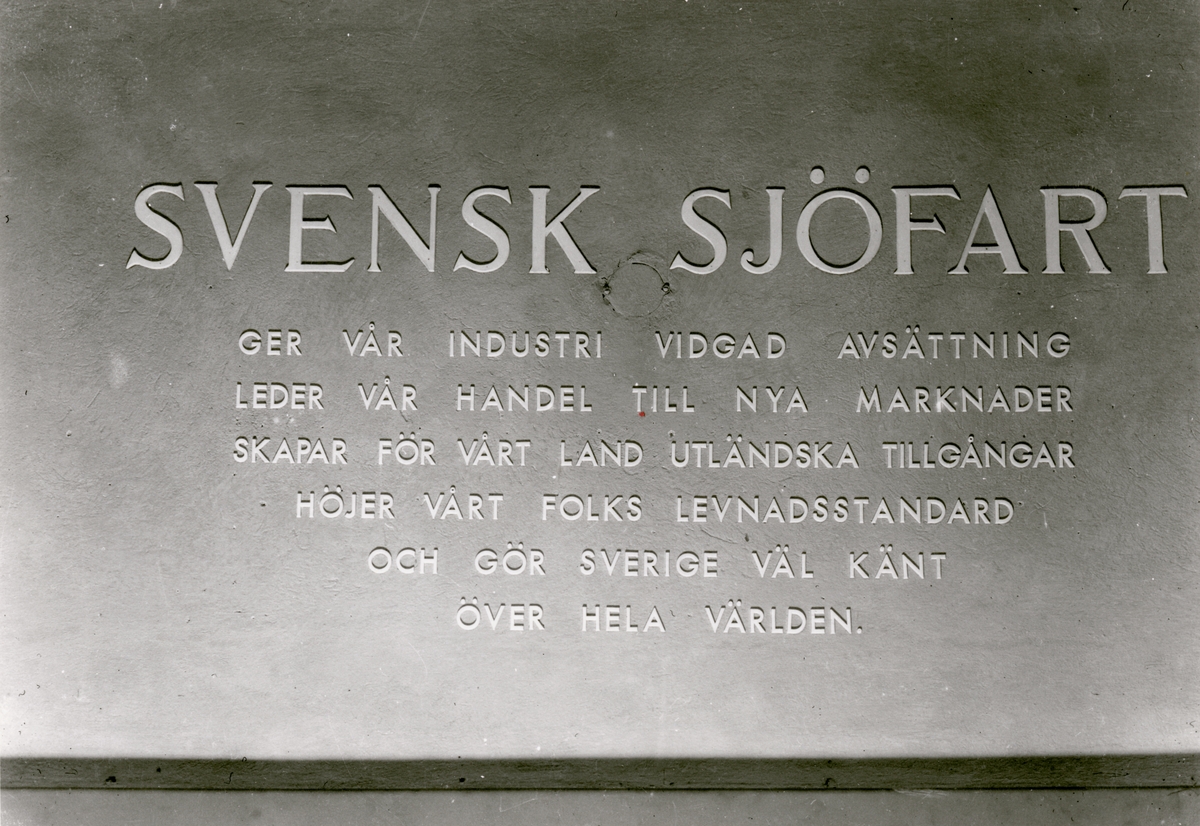 SVENSK SJÖFART
GER VÅR INDUSTRI VIDGAD AVSÄTTNING
LEDER VÅR HANDEL TILL NYA MARKNADER
SKAPAR FÖR VÅRT LAND UTLÄNDSKA TILLGÅNGAR
HÖJER VÅRT FOLKS LEVNADSSTANDARD
OCH GÖR SVERIGE VÄL KÄNT
ÖVER HELA VÄRLDEN.